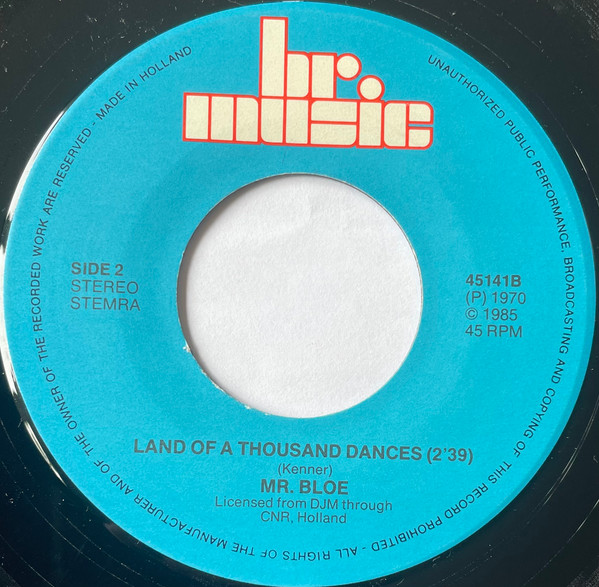 br.
music
UNAUTHORIZED PUBLIC PERFORMANCE, BROADCASTING AND COPYING OF THIS RECORD PROHIBITED - ALL RIGHTS OF THE MANUFACTURER AND OF THE OWNER OF THE RECORDED WORK ARE RESERVED - MADE IN HOLLAND
SIDE 2
STEREO
STEMRA
45141B
(P) 1970
© 1985
45 RPM
LAND OF A THOUSAND DANCES (2'39)
(Kenner)
MR. BLOE
Licensed from DJM through
CNR, Holland